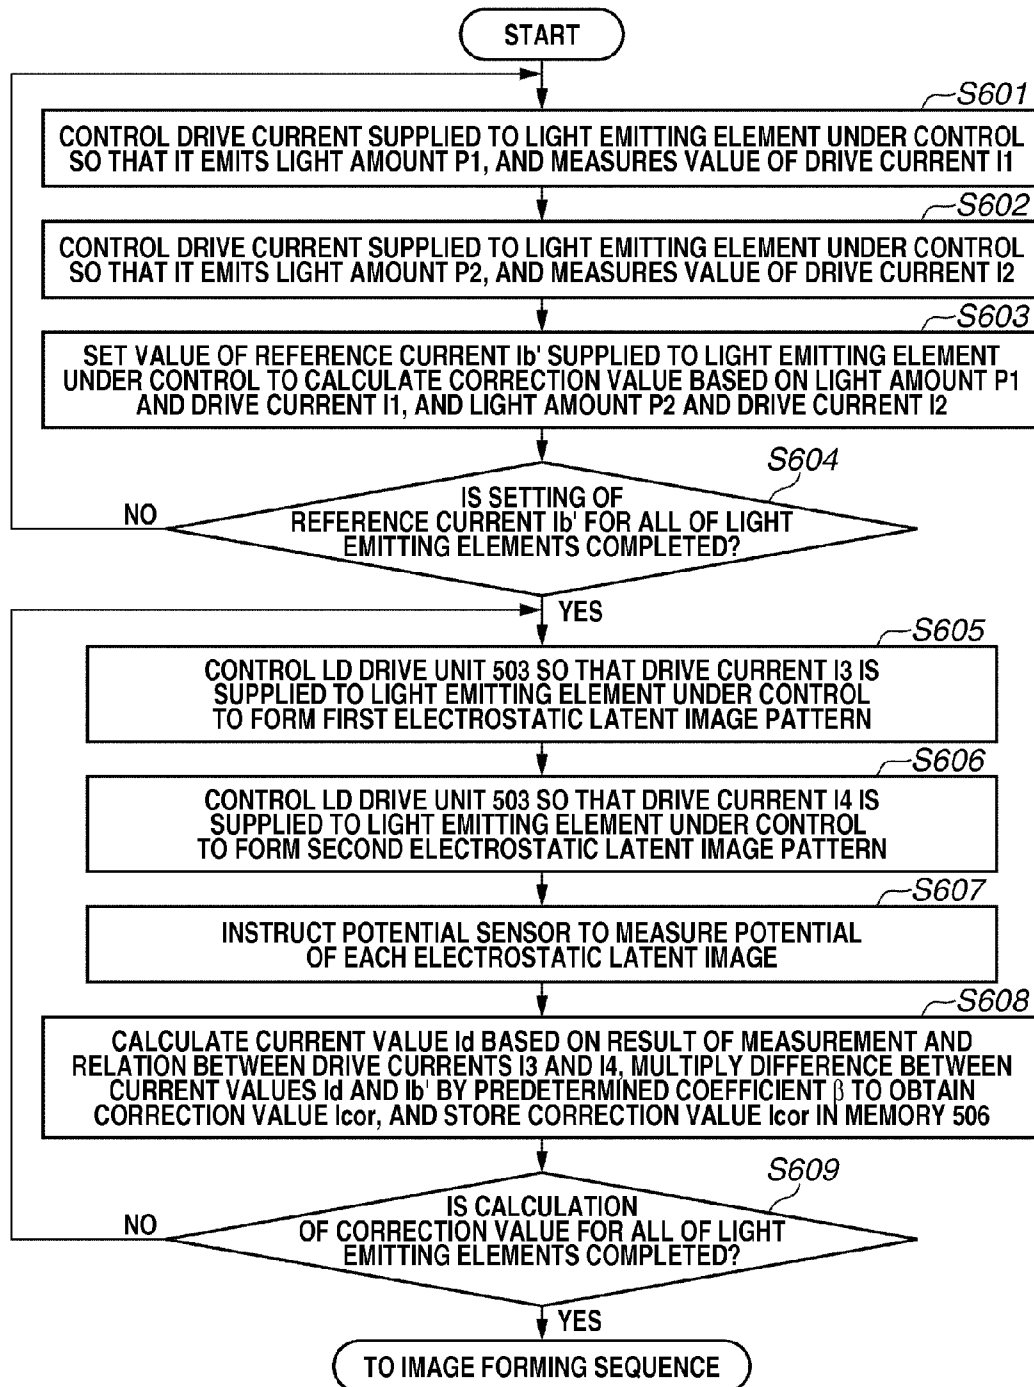 START
S601
CONTROL DRIVE CURRENT SUPPLIED TO LIGHT EMITTING ELEMENT UNDER CONTROL
SO THAT IT EMITS LIGHT AMOUNT P1, AND MEASURES VALUE OF DRIVE CURRENT I1
S602
CONTROL DRIVE CURRENT SUPPLIED TO LIGHT EMITTING ELEMENT UNDER CONTROL
SO THAT IT EMITS LIGHT AMOUNT P2, AND MEASURES VALUE OF DRIVE CURRENT I2
S603
SET VALUE OF REFERENCE CURRENT Ib' SUPPLIED TO LIGHT EMITTING ELEMENT
UNDER CONTROL TO CALCULATE CORRECTION VALUE BASED ON LIGHT AMOUNT P1
AND DRIVE CURRENT I1, AND LIGHT AMOUNT P2 AND DRIVE CURRENT I2
S604
IS SETTING OF
REFERENCE CURRENT Ib' FOR ALL OF LIGHT
EMITTING ELEMENTS COMPLETED?
NO
YES
S605
CONTROL LD DRIVE UNIT 503 SO THAT DRIVE CURRENT I3 IS
SUPPLIED TO LIGHT EMITTING ELEMENT UNDER CONTROL
TO FORM FIRST ELECTROSTATIC LATENT IMAGE PATTERN
S606
CONTROL LD DRIVE UNIT 503 SO THAT DRIVE CURRENT I4 IS
SUPPLIED TO LIGHT EMITTING ELEMENT UNDER CONTROL
TO FORM SECOND ELECTROSTATIC LATENT IMAGE PATTERN
S607
INSTRUCT POTENTIAL SENSOR TO MEASURE POTENTIAL
OF EACH ELECTROSTATIC LATENT IMAGE
S608
CALCULATE CURRENT VALUE Id BASED ON RESULT OF MEASUREMENT AND
RELATION BETWEEN DRIVE CURRENTS I3 AND I4, MULTIPLY DIFFERENCE BETWEEN
CURRENT VALUES Id AND Ib' BY PREDETERMINED COEFFICIENT β TO OBTAIN
CORRECTION VALUE Icor, AND STORE CORRECTION VALUE Icor IN MEMORY 506
S609
IS CALCULATION
OF CORRECTION VALUE FOR ALL OF LIGHT
EMITTING ELEMENTS COMPLETED?
NO
YES
TO IMAGE FORMING SEQUENCE